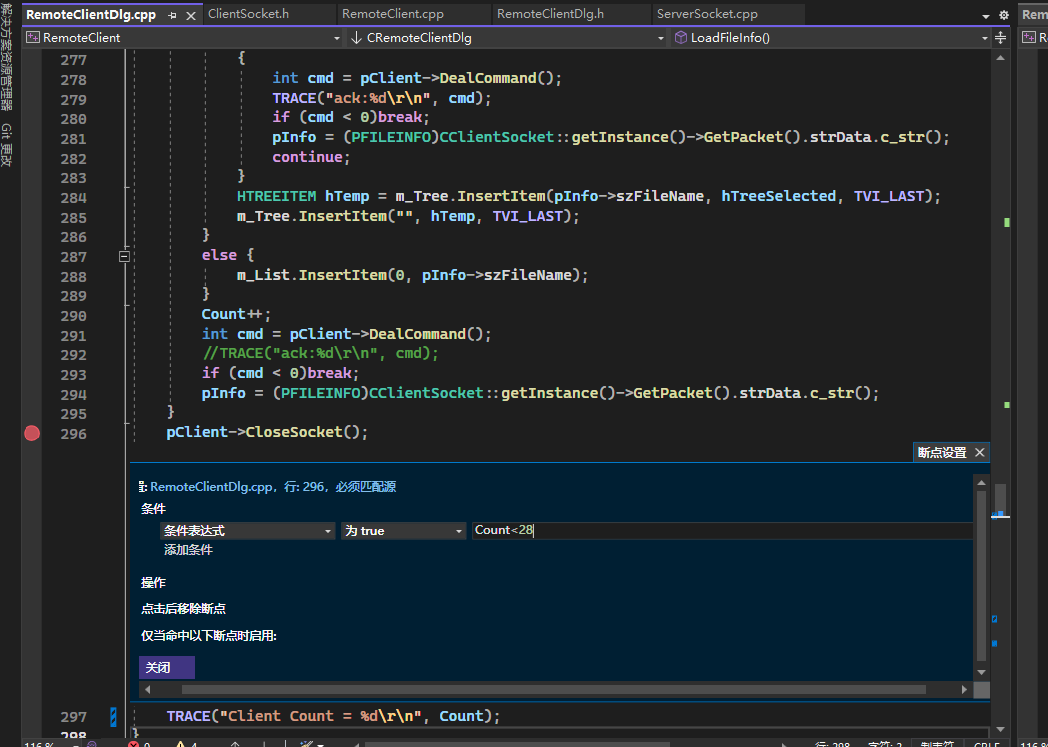 解决方案资源管理器 Git 更改
RemoteClientDlg.cpp ClientSocket.h RemoteClient.cpp RemoteClientDlg.h ServerSocket.cpp Rem
RemoteClient CRemoteClientDlg LoadFileInfo()
277 {
278 int cmd = pClient->DealCommand();
279 TRACE("ack:%d\r\n", cmd);
280 if (cmd < 0)break;
281 pInfo = (PFILEINFO)CClientSocket::getInstance()->GetPacket().strData.c_str();
282 continue;
283 }
284 HTREEITEM hTemp = m_Tree.InsertItem(pInfo->szFileName, hTreeSelected, TVI_LAST);
285 m_Tree.InsertItem("", hTemp, TVI_LAST);
286 }
287 else {
288 m_List.InsertItem(0, pInfo->szFileName);
289 }
290 Count++;
291 int cmd = pClient->DealCommand();
292 //TRACE("ack:%d\r\n", cmd);
293 if (cmd < 0)break;
294 pInfo = (PFILEINFO)CClientSocket::getInstance()->GetPacket().strData.c_str();
295 }
296 pClient->CloseSocket();
断点设置
RemoteClientDlg.cpp, 行: 296, 必须匹配源
条件
条件表达式 为 true Count<28
添加条件
操作
点击后移除断点
仅当命中以下断点时启用:
关闭
297 TRACE("Client Count = %d\r\n", Count);
298 }
116 % 0 4 行: 298 字符: 2 制表符 CRLF 116 %